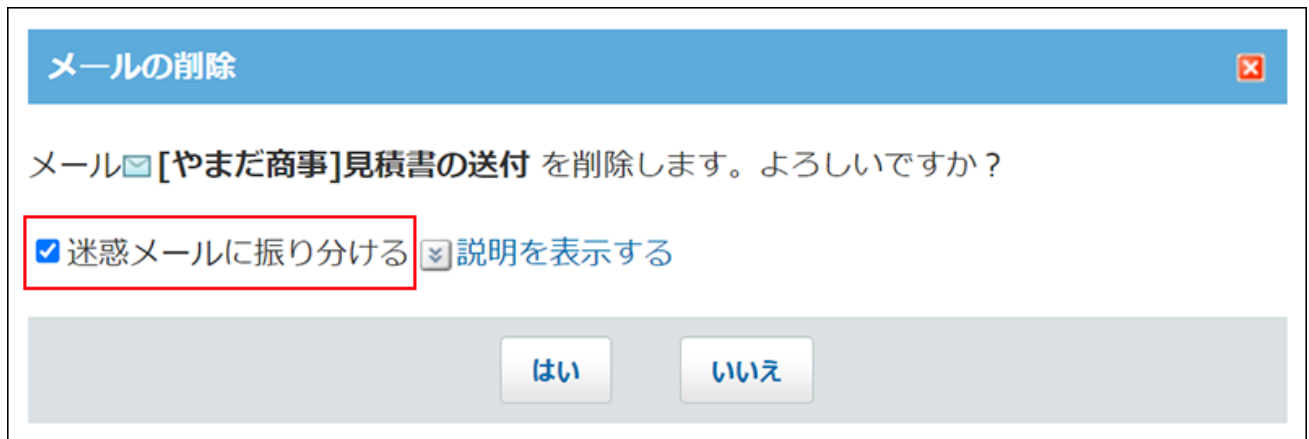 メールの削除
メール [やまだ商事]見積書の送付 を削除します。よろしいですか？
迷惑メールに振り分ける 説明を表示する
はい いいえ